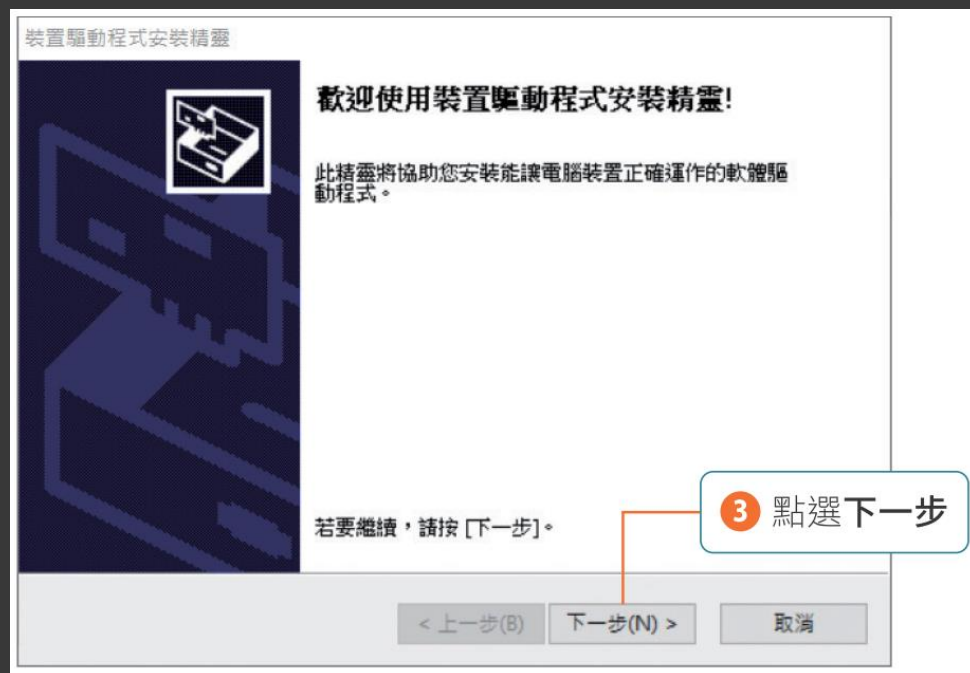 裝置驅動程式安裝精靈
歡迎使用裝置驅動程式安裝精靈!
此精靈將協助您安裝能讓電腦裝置正確運作的軟體驅
動程式。
若要繼續，請按 [下一步]。
3 點選下一步
< 上一步(B) 下一步(N) > 取消